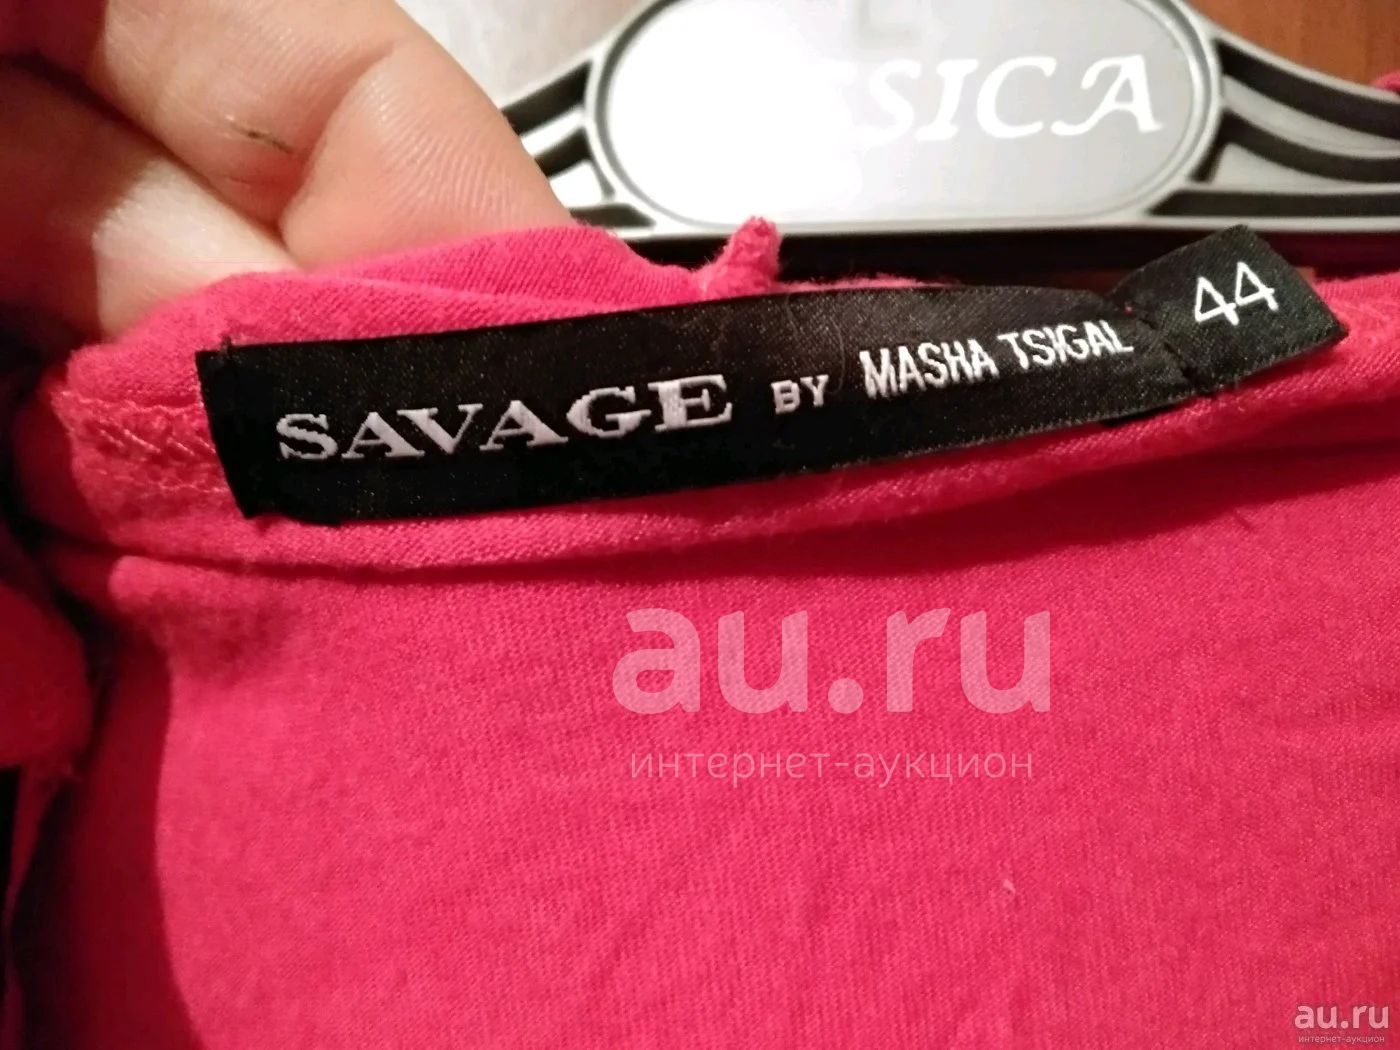 SICA
SAVAGE BY MASHA TSIGAL 44
au.ru
интернет-аукцион
au.ru
интернет-аукцион